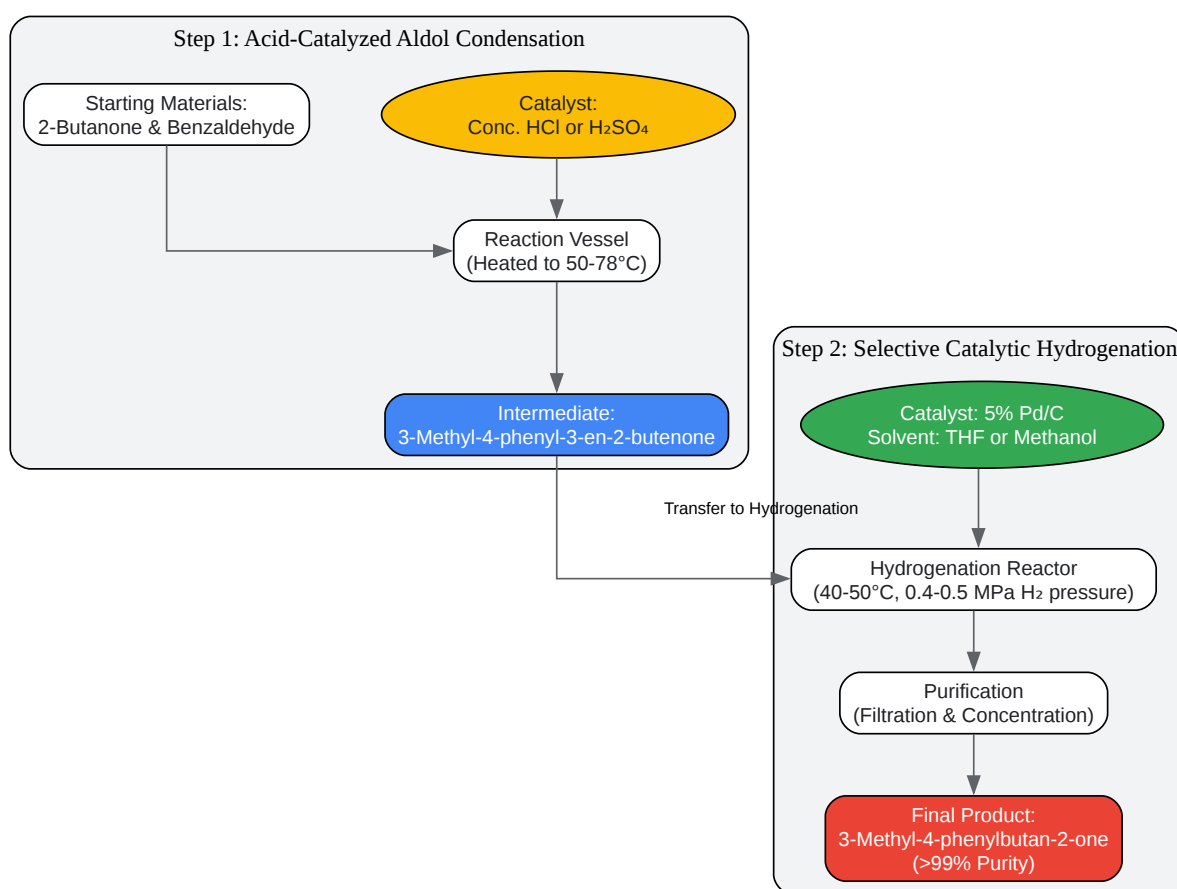 Step 1: Acid-Catalyzed Aldol Condensation
Starting Materials:
2-Butanone & Benzaldehyde
Catalyst:
Conc. HCl or H₂SO₄
Reaction Vessel
(Heated to 50-78°C)
Intermediate:
3-Methyl-4-phenyl-3-en-2-butenone
Transfer to Hydrogenation
Step 2: Selective Catalytic Hydrogenation
Catalyst: 5% Pd/C
Solvent: THF or Methanol
Hydrogenation Reactor
(40-50°C, 0.4-0.5 MPa H₂ pressure)
Purification
(Filtration & Concentration)
Final Product:
3-Methyl-4-phenylbutan-2-one
(>99% Purity)